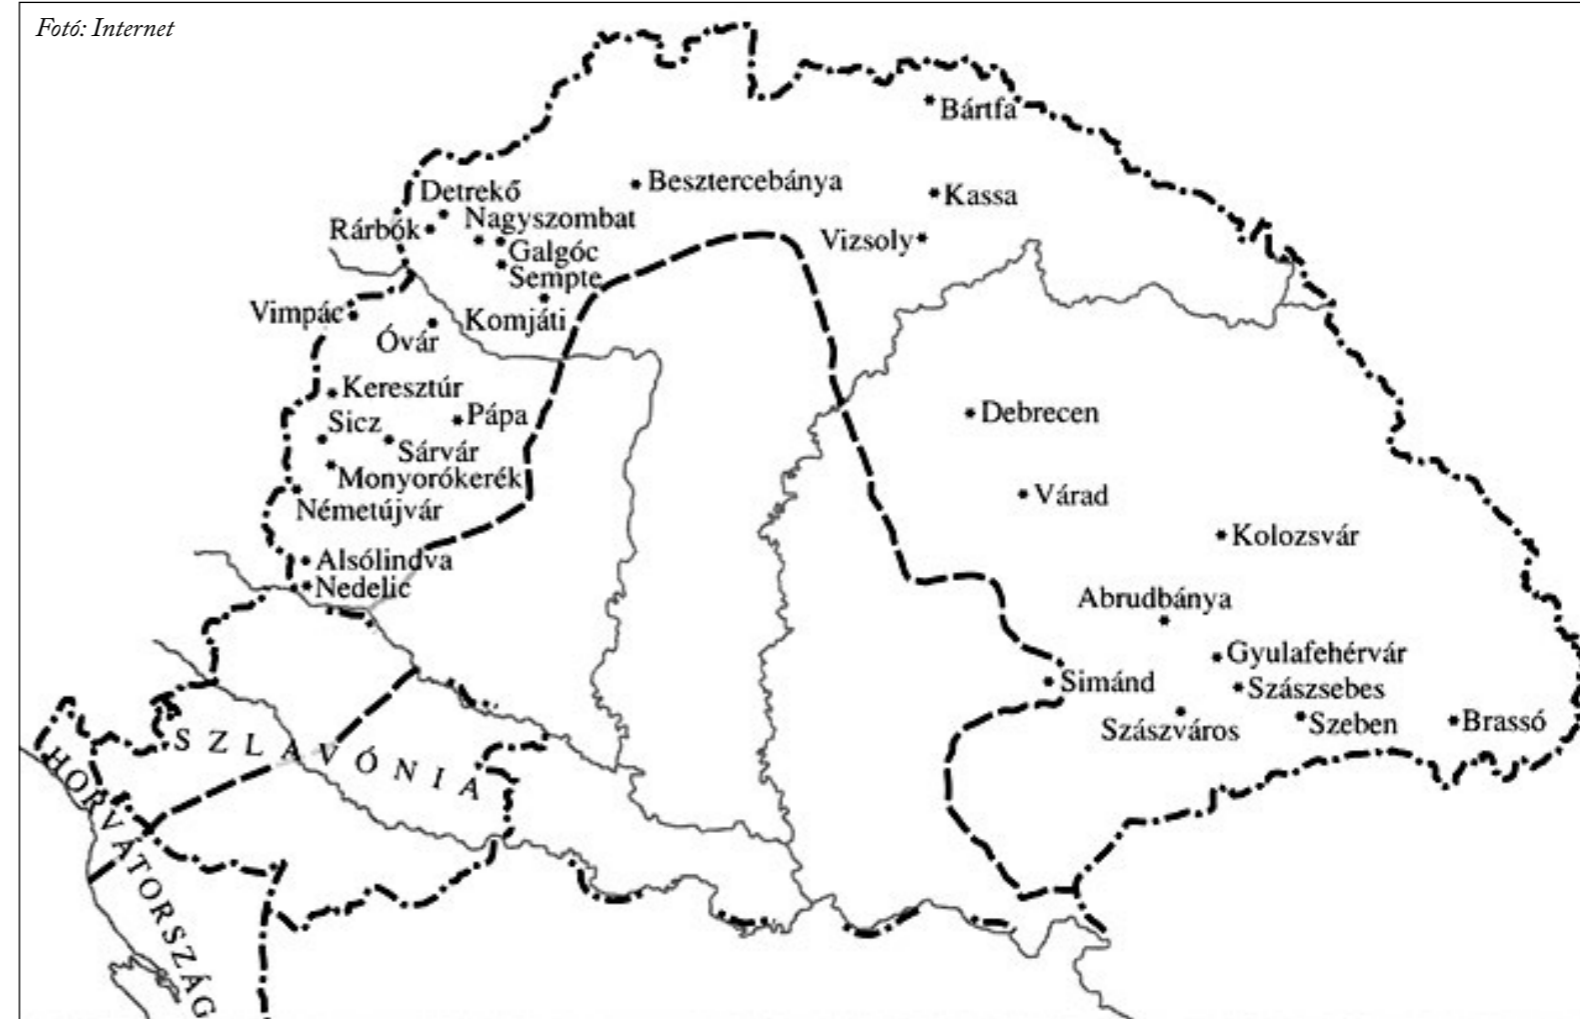 Fotó: Internet
Bártfa
Besztercebánya
Kassa
Detrekő
Nagyszombat
Rárbók
Galgóc
Vizsoly
Sempte
Vimpác
Komjáti
Óvár
Keresztúr
Pápa
Debrecen
Sicz
Sárvár
Monyorókerék
Várad
Németújvár
Kolozsvár
Alsólindva
Nedelic
Abrudbánya
Gyulafehérvár
Simánd
Szászsebes
Szászváros
Szeben
Brassó
SZLAVÓNIA
HORVÁTORSZÁG